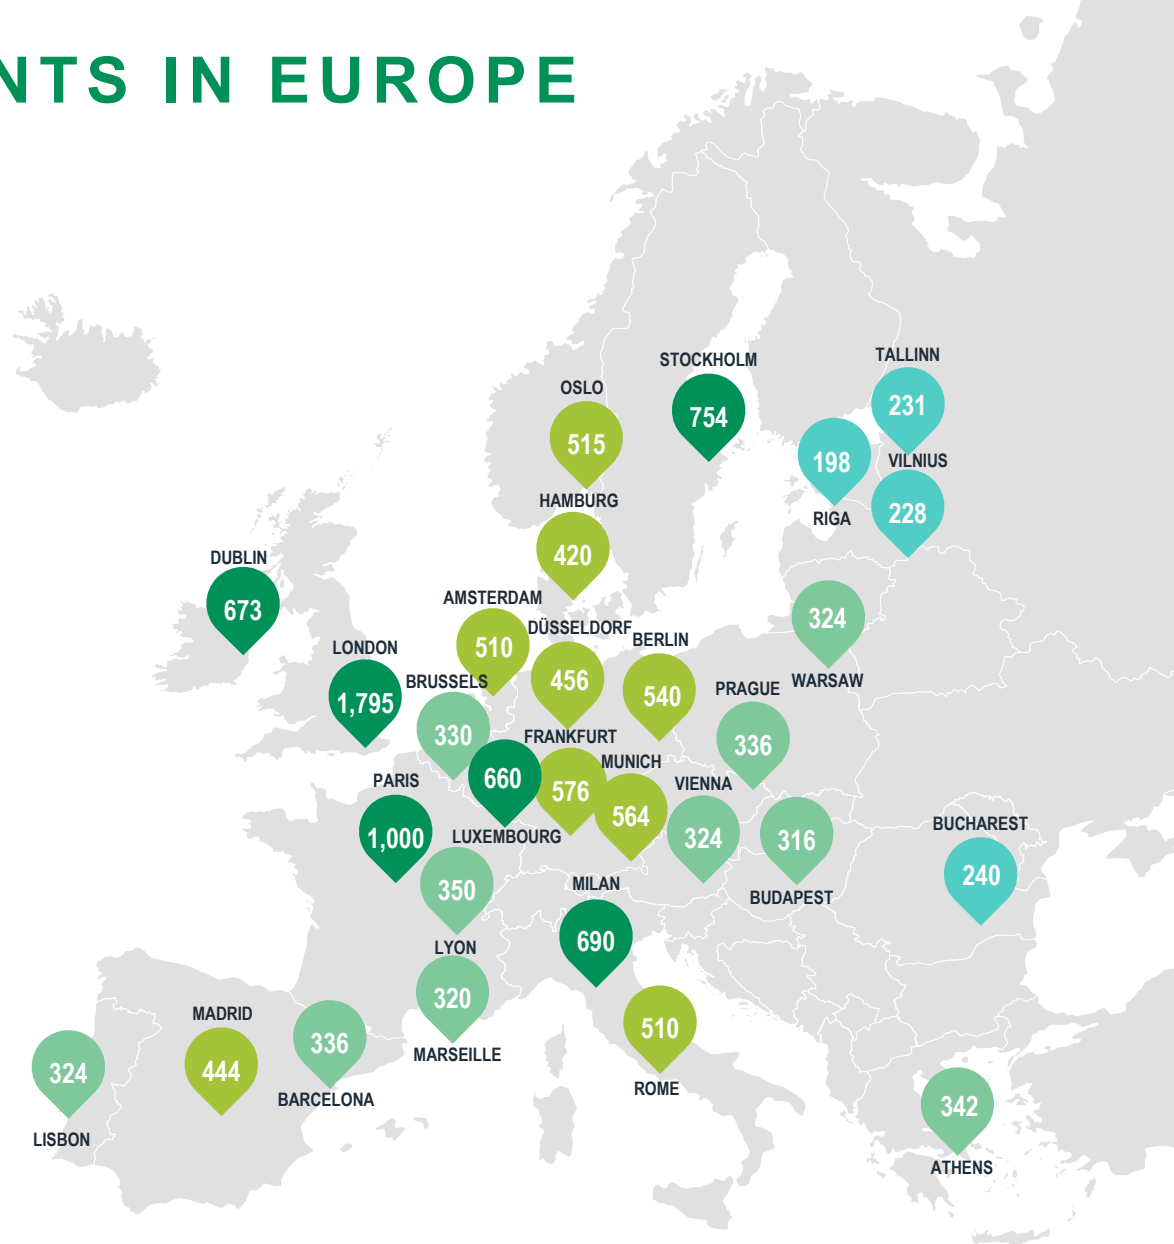 NTS IN EUROPE
STOCKHOLM
754
TALLINN
231
OSLO
515
198
RIGA
VILNIUS
228
HAMBURG
420
DUBLIN
673
AMSTERDAM
510
DÜSSELDORF
456
BERLIN
540
324
WARSAW
LONDON
1,795
BRUSSELS
330
PRAGUE
336
FRANKFURT
576
660
LUXEMBOURG
MUNICH
564
VIENNA
324
316
BUDAPEST
PARIS
1,000
BUCHAREST
240
350
LYON
MILAN
690
320
MARSEILLE
MADRID
444
336
BARCELONA
510
ROME
324
LISBON
342
ATHENS